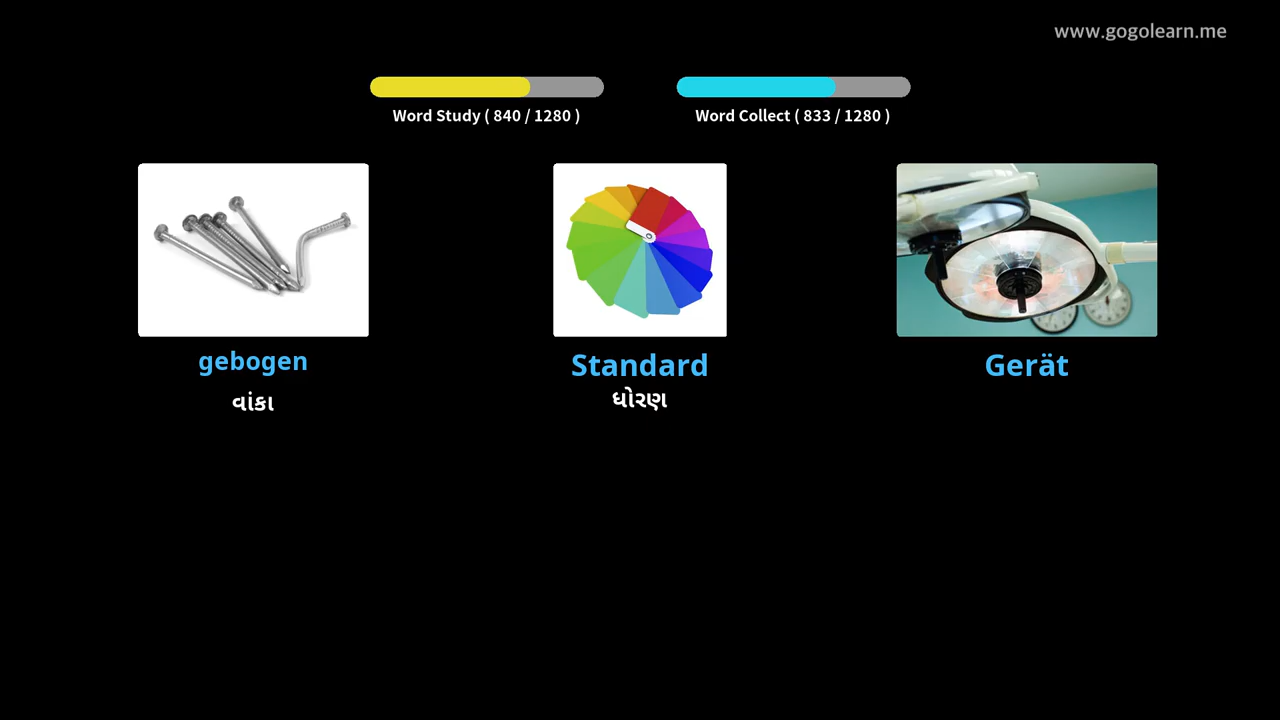 www.gogolearn.me
Word Study ( 840 / 1280 )
Word Collect ( 833 / 1280 )
gebogen
Standard
Gerät
વાંકા
ધોરણ